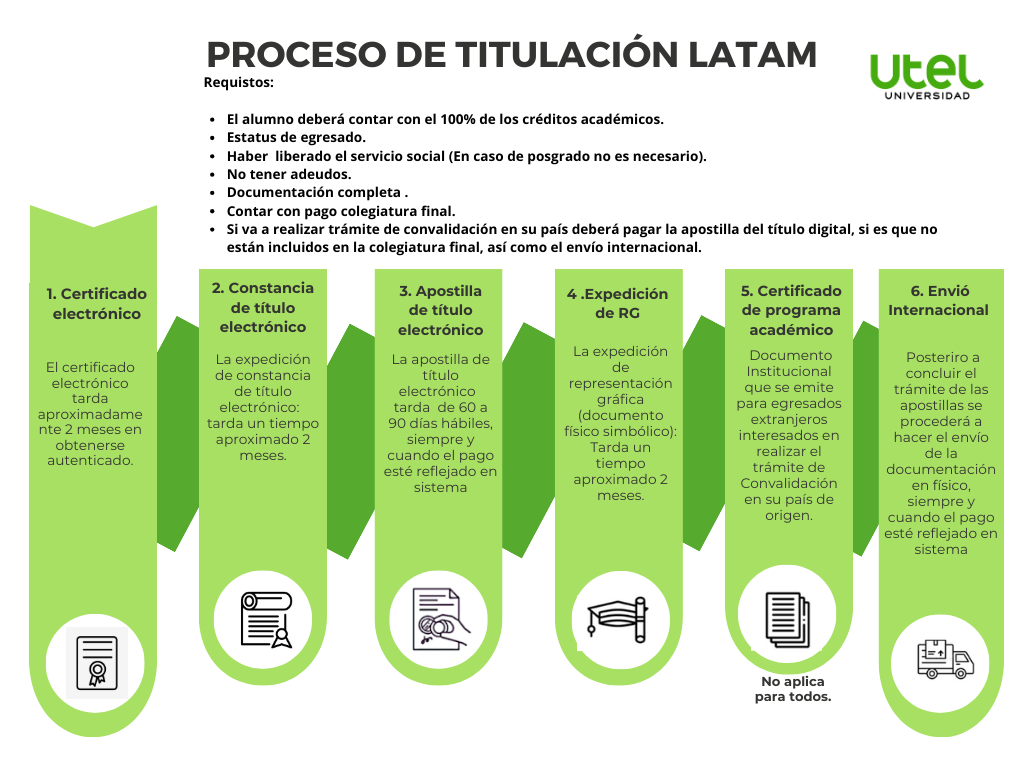 PROCESO DE TITULACIÓN LATAM
utel
UNIVERSIDAD
Requistos:
• El alumno deberá contar con el 100% de los créditos académicos.
• Estatus de egresado.
• Haber liberado el servicio social (En caso de posgrado no es necesario).
• No tener adeudos.
• Documentación completa .
• Contar con pago colegiatura final.
• Si va a realizar trámite de convalidación en su país deberá pagar la apostilla del título digital, si es que no
están incluidos en la colegiatura final, así como el envío internacional.
1. Certificado
electrónico
El certificado
electrónico
tarda
aproximadame
nte 2 meses en
obtenerse
autenticado.
2. Constancia
de título
electrónico
La expedición
de constancia
de título
electrónico:
tarda un tiempo
aproximado 2
meses.
3. Apostilla
de título
electrónico
La apostilla de
título
electrónico
tarda de 60 a
90 días hábiles,
siempre y
cuando el pago
esté reflejado en
sistema
4 .Expedición
de RG
La expedición
de
representación
gráfica
(documento
físico simbólico):
Tarda un
tiempo
aproximado 2
meses.
5. Certificado
de programa
académico
Documento
Institucional
que se emite
para egresados
extranjeros
interesados en
realizar el
trámite de
Convalidación
en su país de
origen.
No aplica
para todos.
6. Envió
Internacional
Posteriro a
concluir el
trámite de las
apostillas se
procederá a
hacer el envío
de la
documentación
en físico,
siempre y
cuando el pago
esté reflejado en
sistema